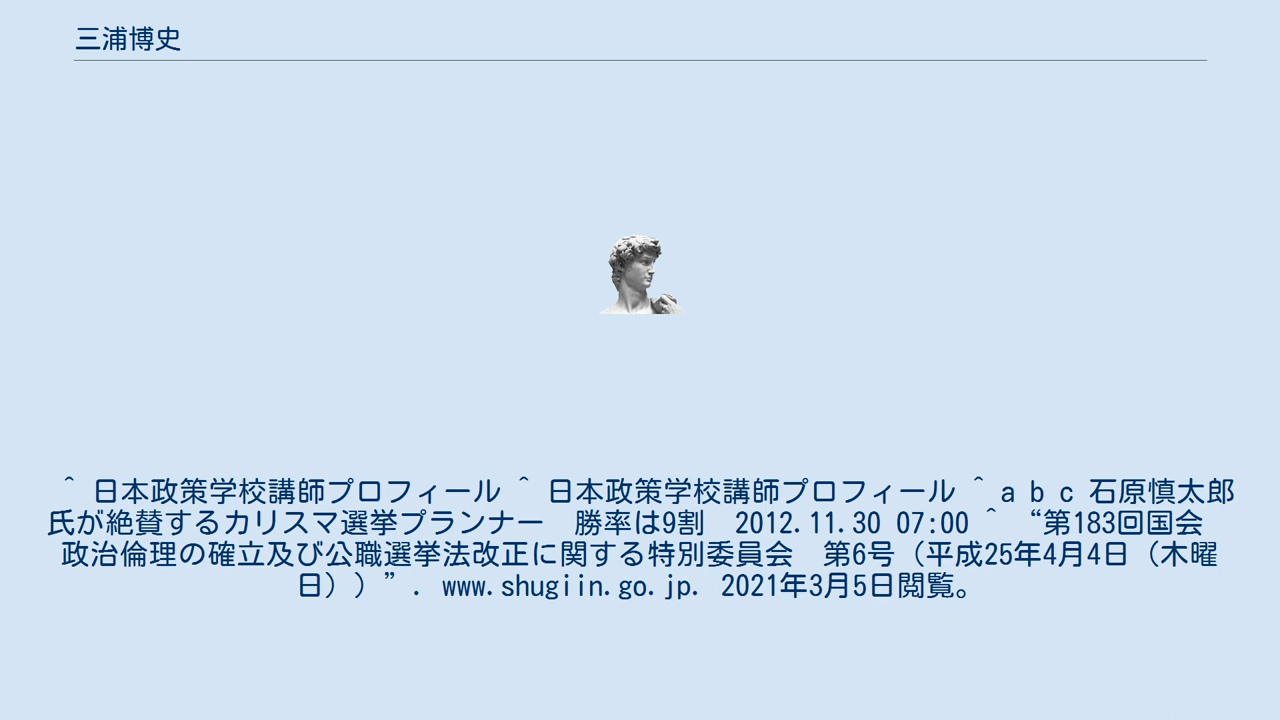 三浦博史
^ 日本政策学校講師プロフィール ^ 日本政策学校講師プロフィール ^ a b c 石原慎太郎
氏が絶賛するカリスマ選挙プランナー　勝率は9割　2012.11.30 07:00 ^ “第183回国会
政治倫理の確立及び公職選挙法改正に関する特別委員会　第6号（平成25年4月4日（木曜
日））”. www.shugiin.go.jp. 2021年3月5日閲覧。